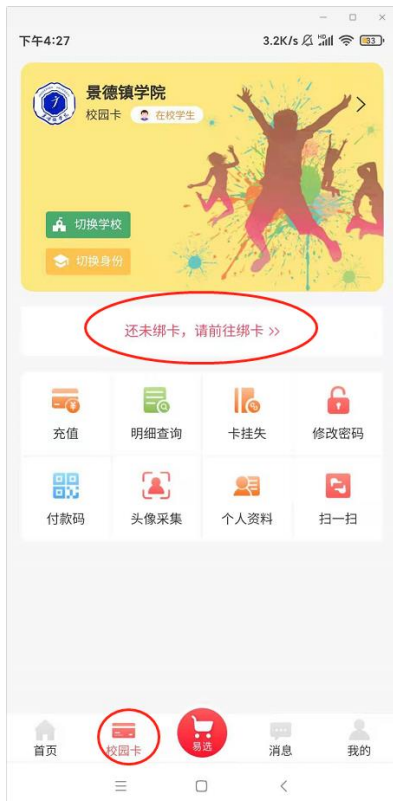 下午4:27
3.2K/s
33
景德镇学院
校园卡
在校学生
切换学校
切换身份
还未绑卡，请前往绑卡 >>
充值
明细查询
卡挂失
修改密码
付款码
头像采集
个人资料
扫一扫
首页
校园卡
易选
消息
我的